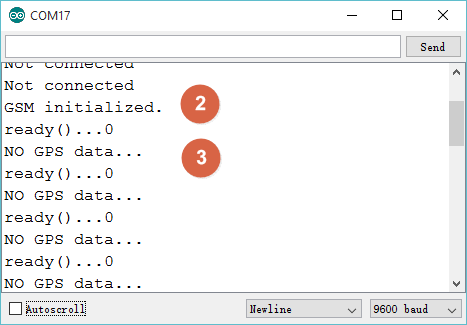 COM17
Send
Not connected
Not connected
GSM initialized.
2
ready()...0
NO GPS data...
3
ready()...0
NO GPS data...
ready()...0
NO GPS data...
ready()...0
NO GPS data...
Autoscroll
Newline
9600 baud